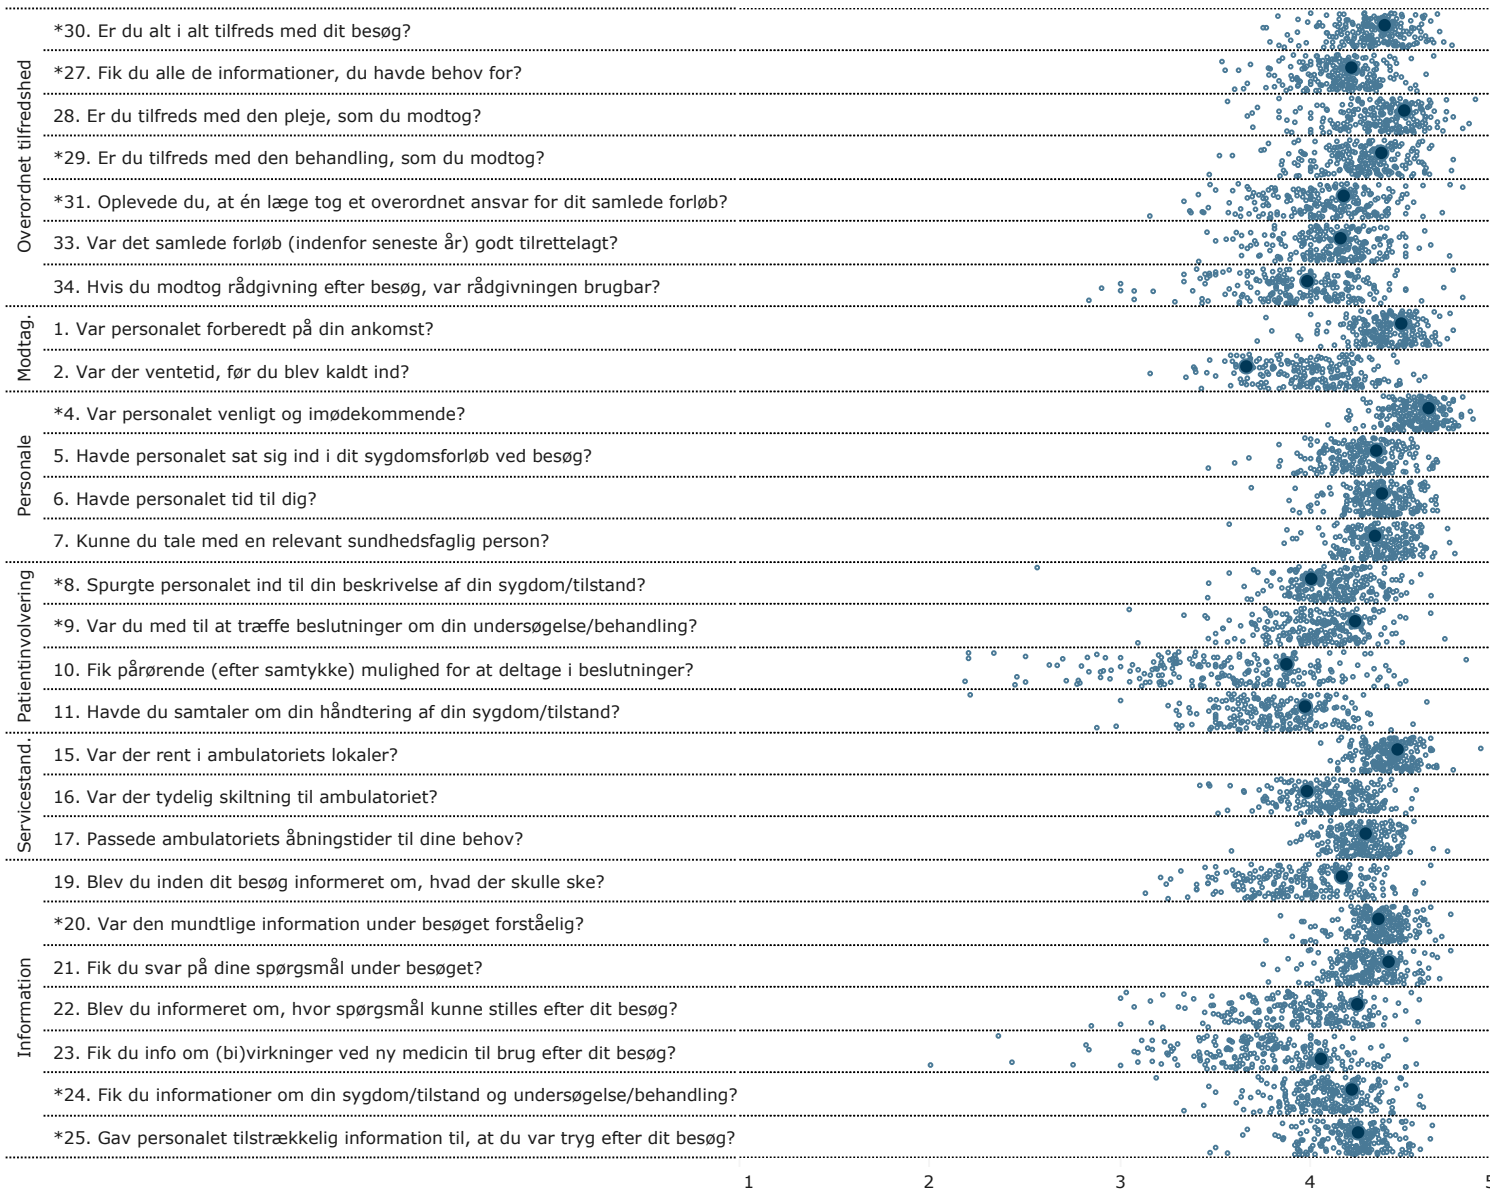 Overordnet tilfredshed
*30. Er du alt i alt tilfreds med dit besøg?
*27. Fik du alle de informationer, du havde behov for?
28. Er du tilfreds med den pleje, som du modtog?
*29. Er du tilfreds med den behandling, som du modtog?
*31. Oplevede du, at én læge tog et overordnet ansvar for dit samlede forløb?
33. Var det samlede forløb (indenfor seneste år) godt tilrettelagt?
34. Hvis du modtog rådgivning efter besøg, var rådgivningen brugbar?
Modtag.
1. Var personalet forberedt på din ankomst?
2. Var der ventetid, før du blev kaldt ind?
Personale
*4. Var personalet venligt og imødekommende?
5. Havde personalet sat sig ind i dit sygdomsforløb ved besøg?
6. Havde personalet tid til dig?
7. Kunne du tale med en relevant sundhedsfaglig person?
Patientinvolvering
*8. Spurgte personalet ind til din beskrivelse af din sygdom/tilstand?
*9. Var du med til at træffe beslutninger om din undersøgelse/behandling?
10. Fik pårørende (efter samtykke) mulighed for at deltage i beslutninger?
11. Havde du samtaler om din håndtering af din sygdom/tilstand?
Servicestand.
15. Var der rent i ambulatoriets lokaler?
16. Var der tydelig skiltning til ambulatoriet?
17. Passede ambulatoriets åbningstider til dine behov?
Information
19. Blev du inden dit besøg informeret om, hvad der skulle ske?
*20. Var den mundtlige information under besøget forståelig?
21. Fik du svar på dine spørgsmål under besøget?
22. Blev du informeret om, hvor spørgsmål kunne stilles efter dit besøg?
23. Fik du info om (bi)virkninger ved ny medicin til brug efter dit besøg?
*24. Fik du informationer om din sygdom/tilstand og undersøgelse/behandling?
*25. Gav personalet tilstrækkelig information til, at du var tryg efter dit besøg?
1 2 3 4 5